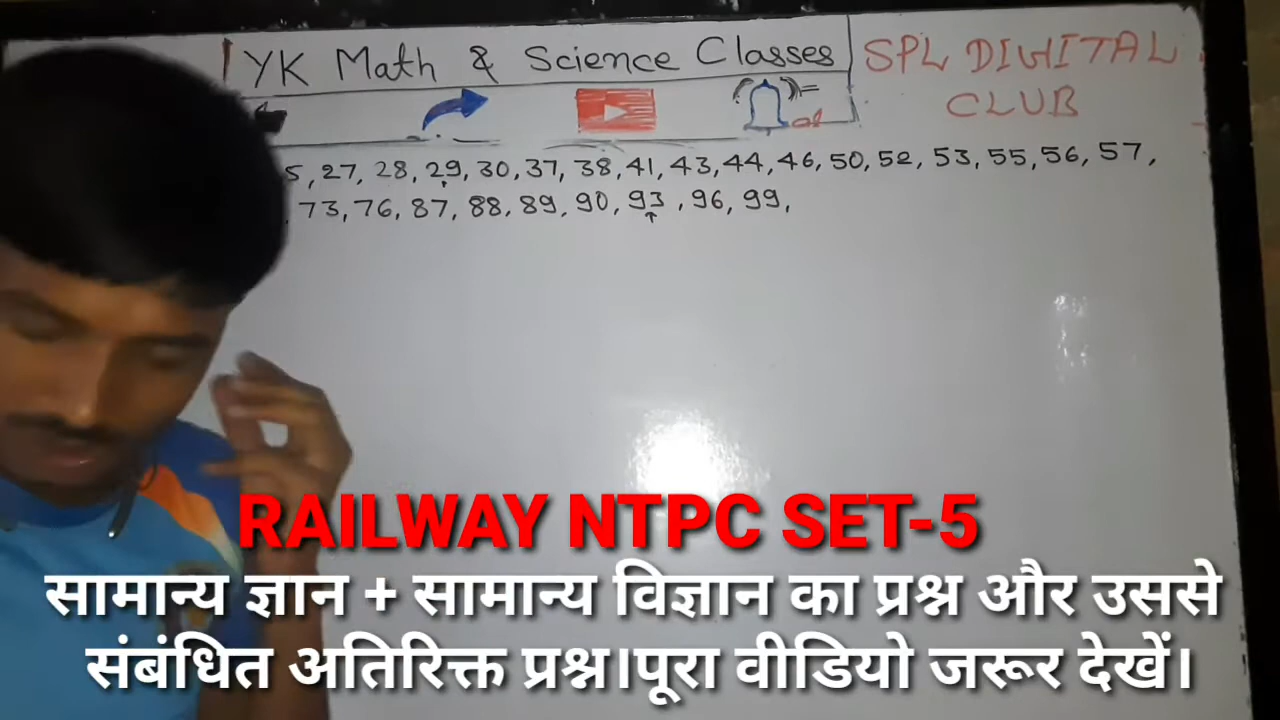 YK Math & Science Classes
SPL DIGITAL
CLUB
5, 27, 28, 29, 30, 37, 38, 41, 43, 44, 46, 50, 52, 53, 55, 56, 57,
, 73, 76, 87, 88, 89, 90, 93, 96, 99,
RAILWAY NTPC SET-5
सामान्य ज्ञान + सामान्य विज्ञान का प्रश्न और उससे
संबंधित अतिरिक्त प्रश्न।पूरा वीडियो जरूर देखें।